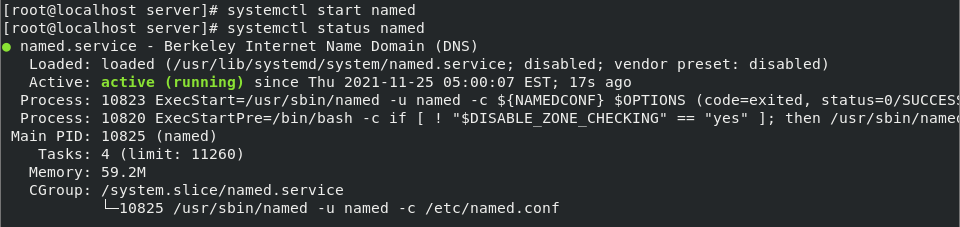 [root@localhost server]# systemctl start named
[root@localhost server]# systemctl status named
● named.service - Berkeley Internet Name Domain (DNS)
   Loaded: loaded (/usr/lib/systemd/system/named.service; disabled; vendor preset: disabled)
   Active: active (running) since Thu 2021-11-25 05:00:07 EST; 17s ago
  Process: 10823 ExecStart=/usr/sbin/named -u named -c ${NAMEDCONF} $OPTIONS (code=exited, status=0/SUCCESS
  Process: 10820 ExecStartPre=/bin/bash -c if [ ! "$DISABLE_ZONE_CHECKING" == "yes" ]; then /usr/sbin/named
 Main PID: 10825 (named)
    Tasks: 4 (limit: 11260)
   Memory: 59.2M
   CGroup: /system.slice/named.service
           └─10825 /usr/sbin/named -u named -c /etc/named.conf